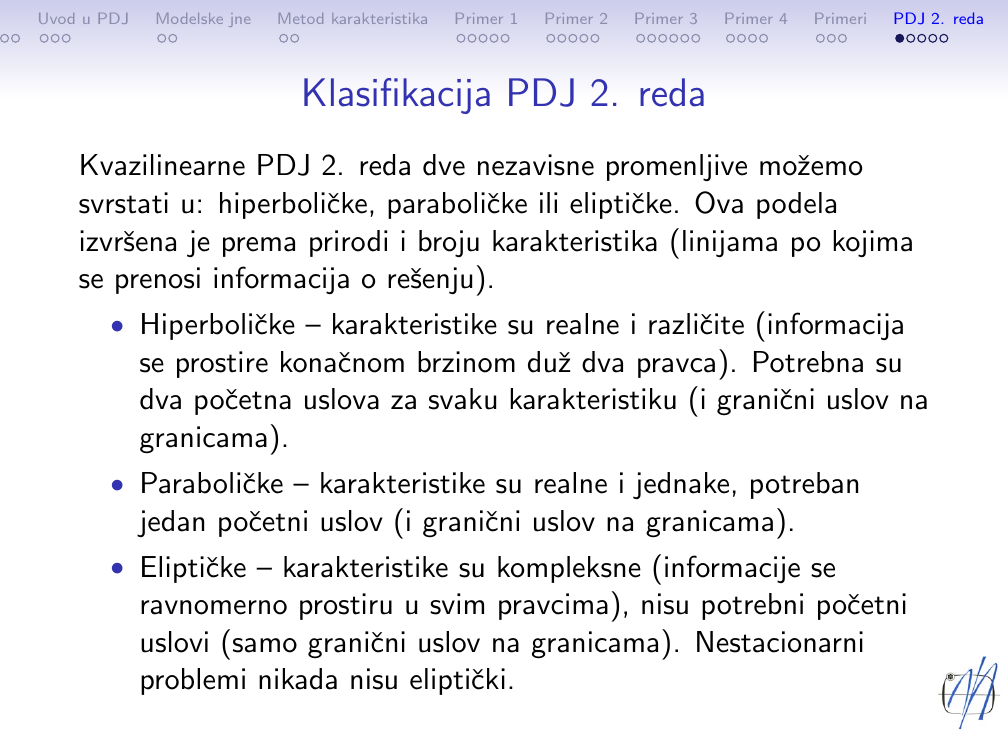 Uvod u PDJ Modelske jne Metod karakteristika Primer 1 Primer 2 Primer 3 Primer 4 Primeri PDJ 2. reda
Klasifikacija PDJ 2. reda
Kvazilinearne PDJ 2. reda dve nezavisne promenljive možemo
svrstati u: hiperboličke, paraboličke ili eliptičke. Ova podela
izvršena je prema prirodi i broju karakteristika (linijama po kojima
se prenosi informacija o rešenju).
• Hiperboličke – karakteristike su realne i različite (informacija
se prostire konačnom brzinom duž dva pravca). Potrebna su
dva početna uslova za svaku karakteristiku (i granični uslov na
granicama).
• Paraboličke – karakteristike su realne i jednake, potreban
jedan početni uslov (i granični uslov na granicama).
• Eliptičke – karakteristike su kompleksne (informacije se
ravnomerno prostiru u svim pravcima), nisu potrebni početni
uslovi (samo granični uslov na granicama). Nestacionarni
problemi nikada nisu eliptički.